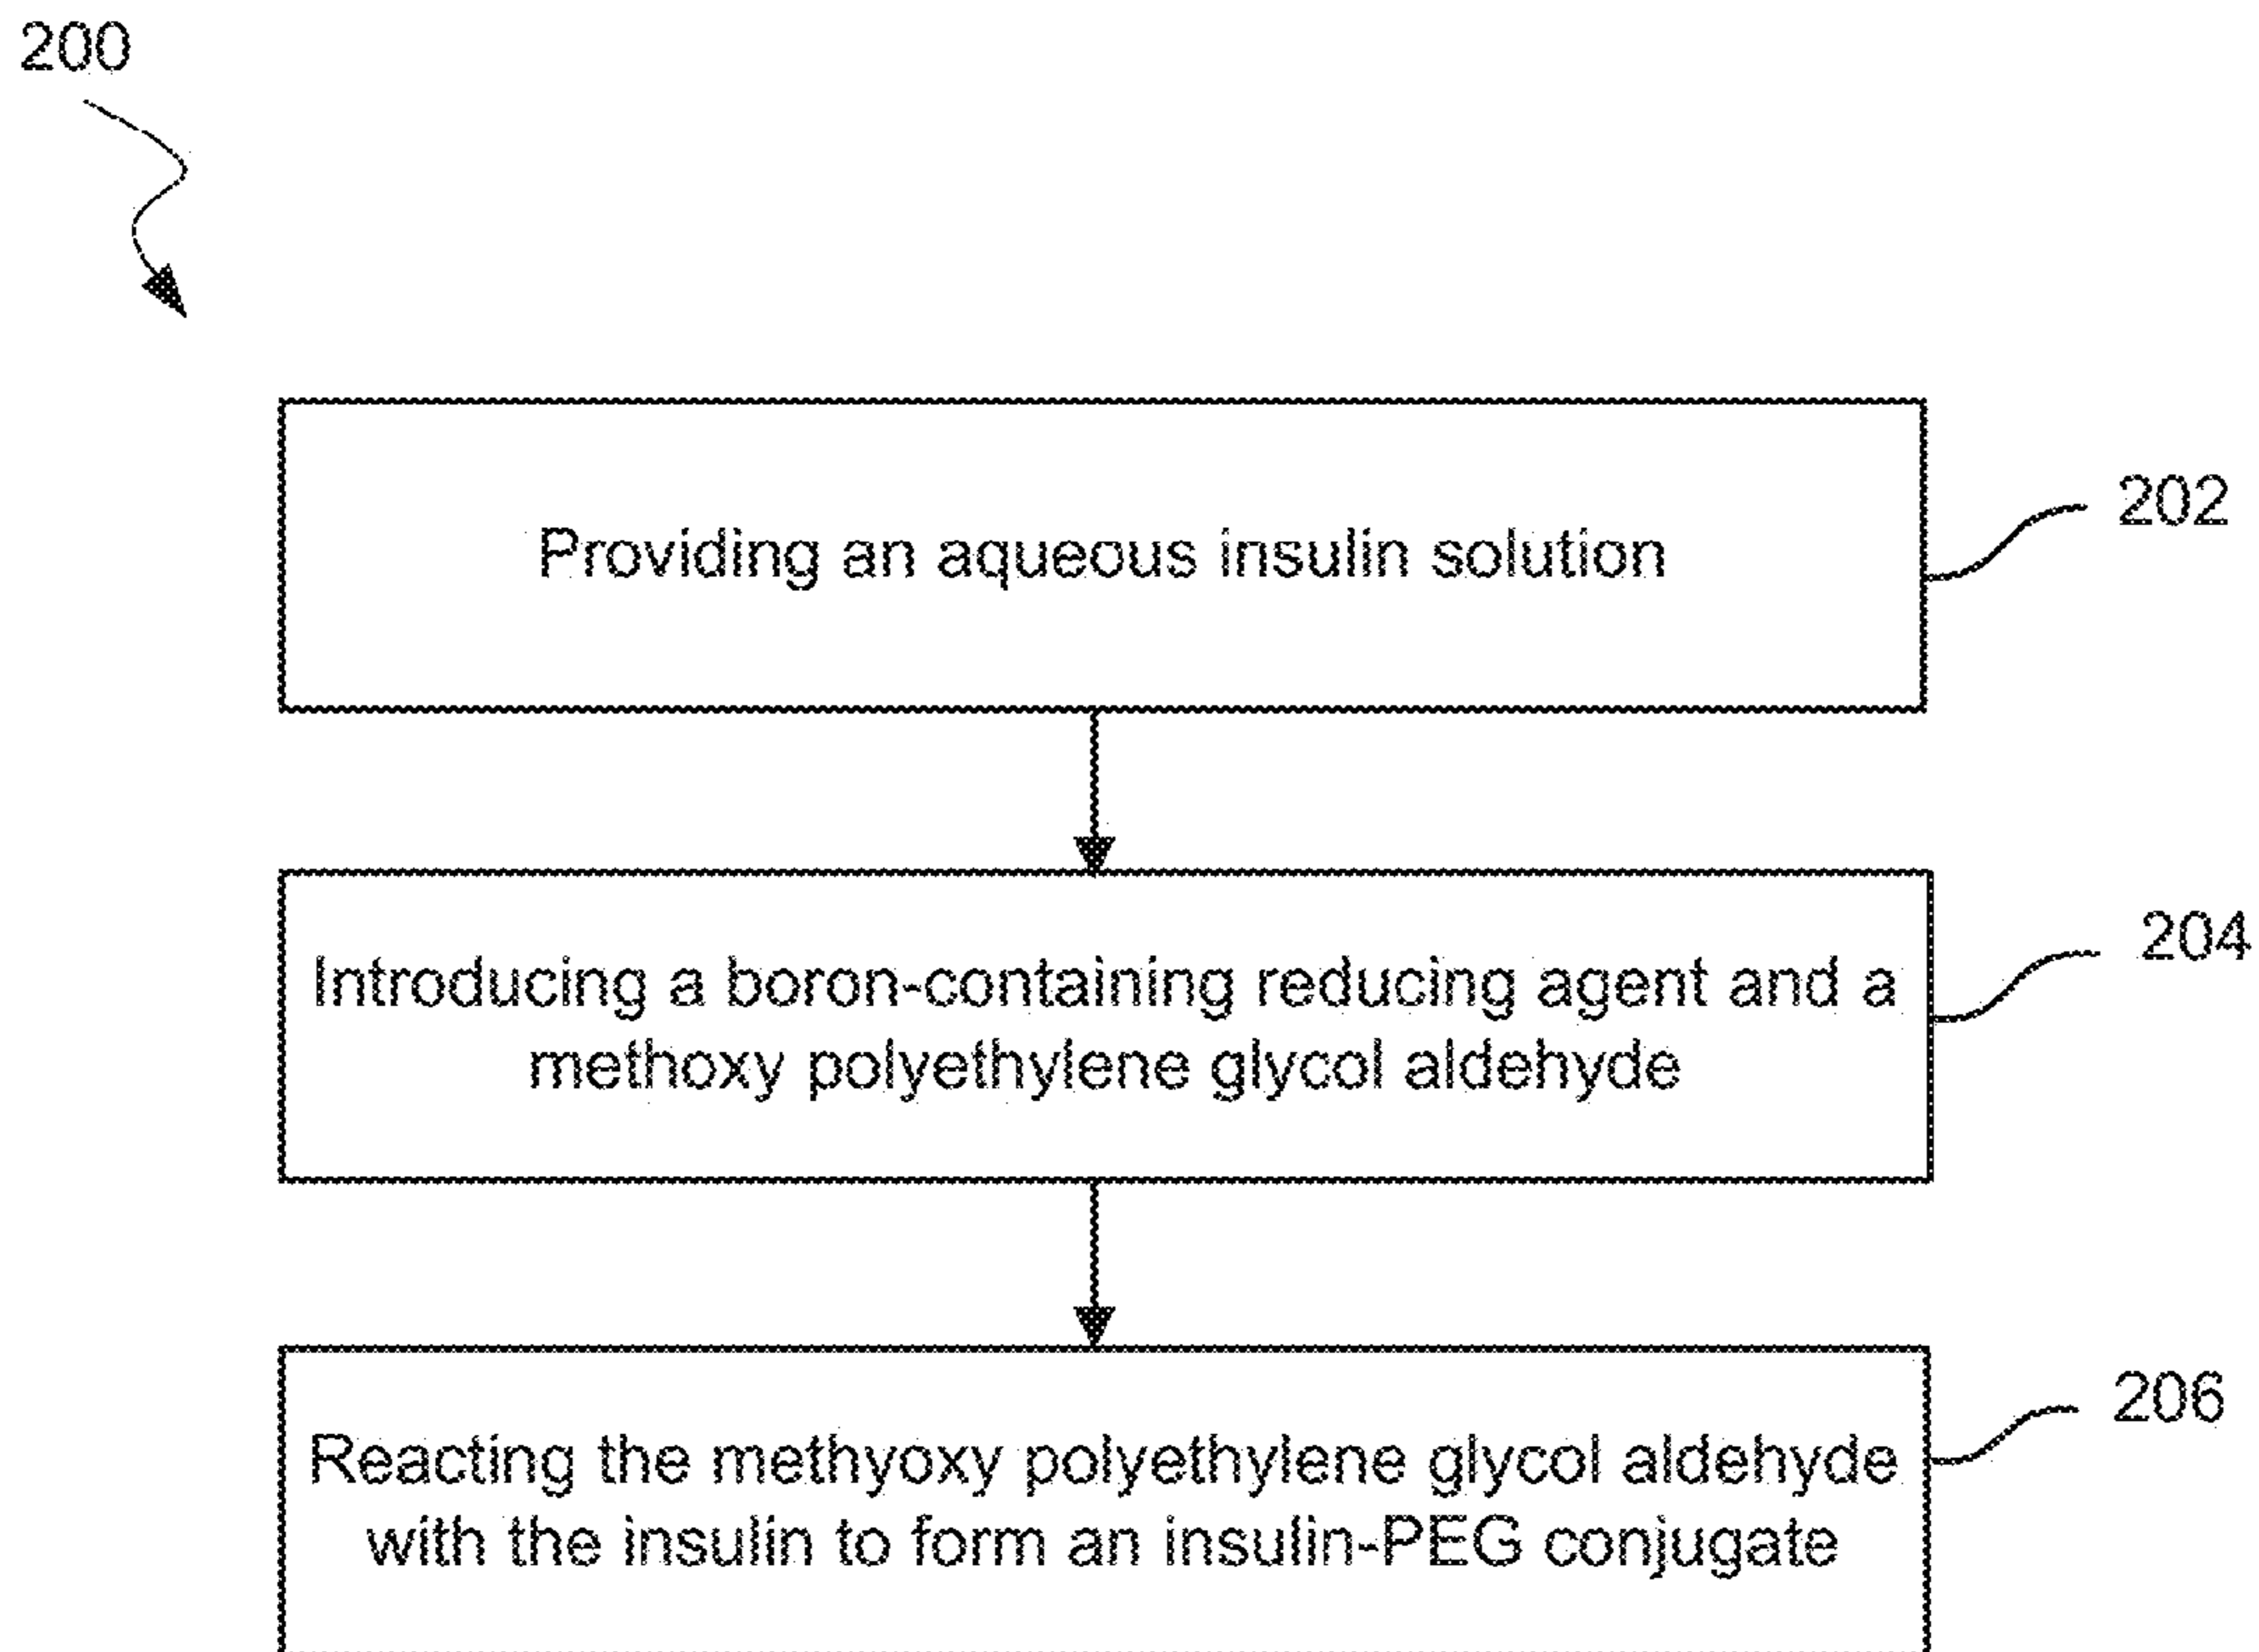 200
Providing an aqueous insulin solution
202
Introducing a boron-containing reducing agent and a
methoxy polyethylene glycol aldehyde
204
Reacting the methyoxy polyethylene glycol aldehyde
with the insulin to form an insulin-PEG conjugate
206